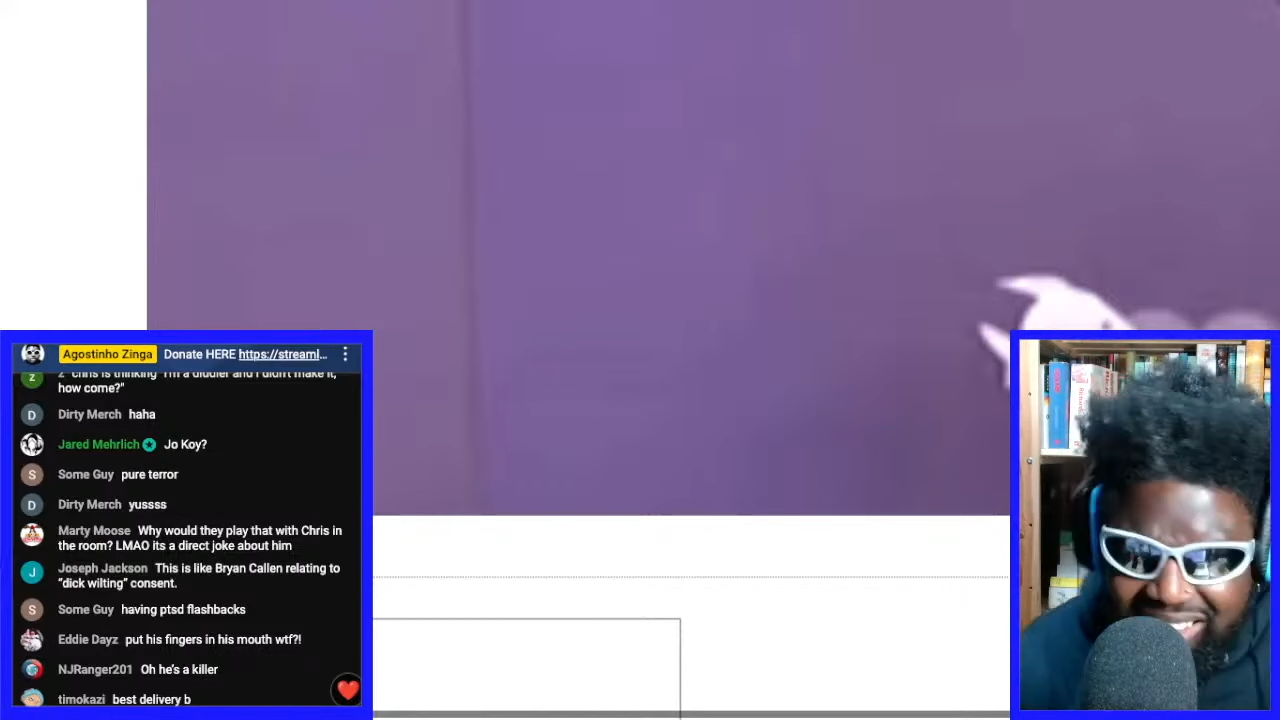 Agostinho Zinga Donate HERE https://streaml...
Z "chris is thinking "I'm a diddler and I didn't make it,
how come?"
Dirty Merch haha
Jared Mehrlich Jo Koy?
Some Guy pure terror
Dirty Merch yussss
Marty Moose Why would they play that with Chris in
the room? LMAO its a direct joke about him
Joseph Jackson This is like Bryan Callen relating to
"dick wilting" consent.
Some Guy having ptsd flashbacks
Eddie Dayz put his fingers in his mouth wtf?!
NJRanger201 Oh he's a killer
timokazi best delivery b